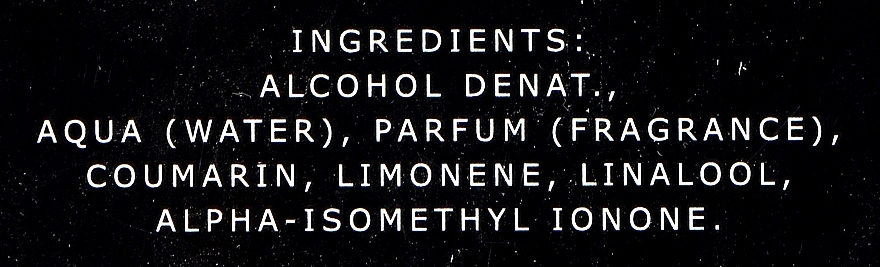 INGREDIENTS:
ALCOHOL DENAT.,
AQUA (WATER), PARFUM (FRAGRANCE),
COUMARIN, LIMONENE, LINALOOL,
ALPHA-ISOMETHYL IONONE.